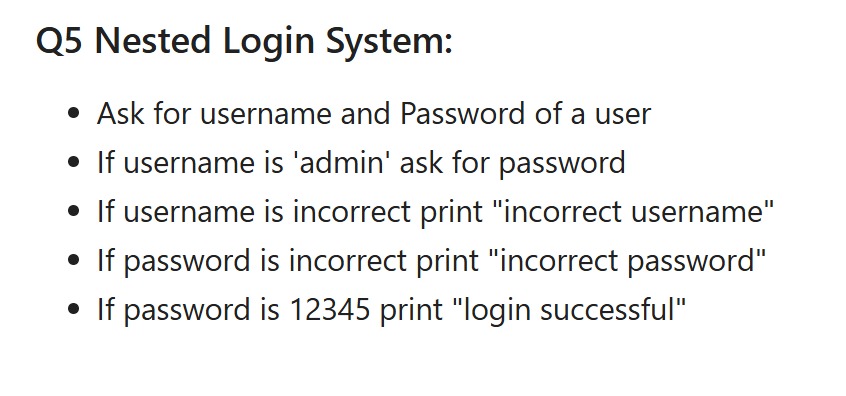 Q5 Nested Login System:
• Ask for username and Password of a user
• If username is 'admin' ask for password
• If username is incorrect print "incorrect username"
• If password is incorrect print "incorrect password"
• If password is 12345 print "login successful"